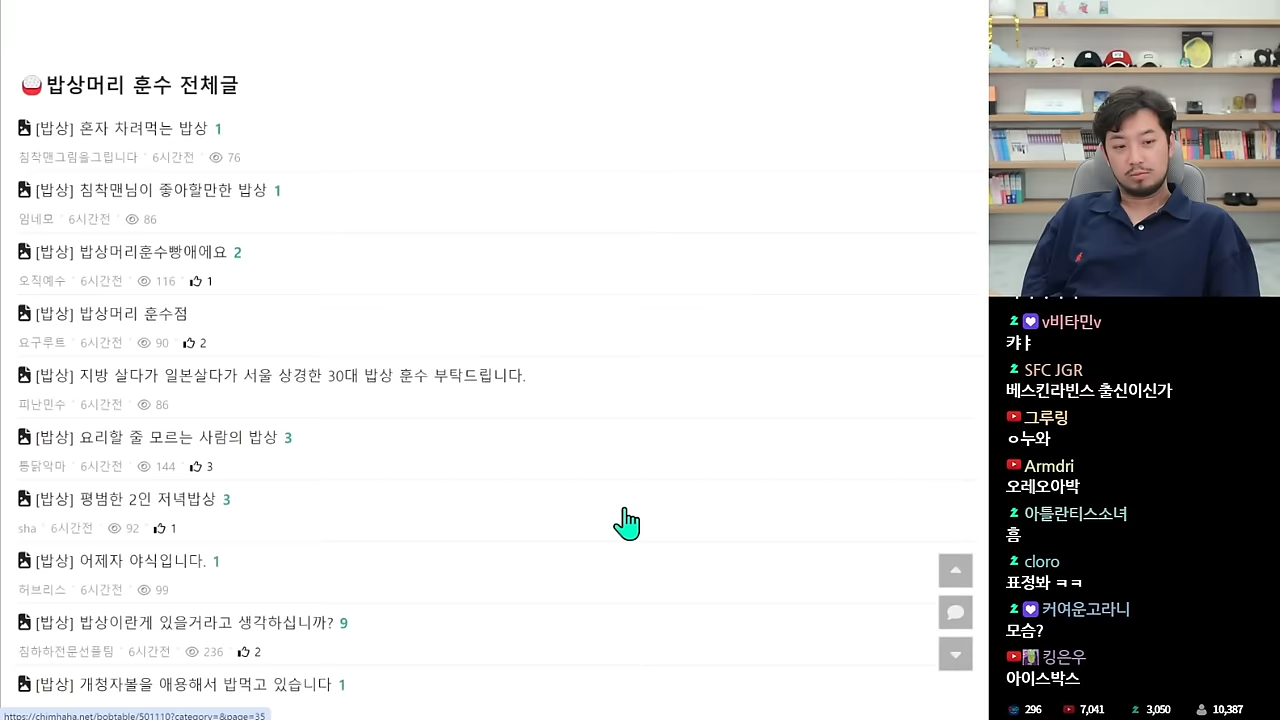 밥상머리 훈수 전체글
[밥상] 혼자 차려먹는 밥상 1
침착맨그림을그립니다 6시간전 76
[밥상] 침착맨님이 좋아할만한 밥상 1
임네모 6시간전 86
[밥상] 밥상머리훈수빵애에요 2
오직예수 6시간전 116 1
[밥상] 밥상머리 훈수점
요구루트 6시간전 90 2
[밥상] 지방 살다가 일본살다가 서울 상경한 30대 밥상 훈수 부탁드립니다.
피난민수 6시간전 86
[밥상] 요리할 줄 모르는 사람의 밥상 3
통닭악마 6시간전 144 3
[밥상] 평범한 2인 저녁밥상 3
sha 6시간전 92 1
[밥상] 어제자 야식입니다. 1
허브리스 6시간전 99
[밥상] 밥상이란게 있을거라고 생각하십니까? 9
침하하전문선플팀 6시간전 236 2
[밥상] 개청자볼을 애용해서 밥먹고 있습니다 1
https://chimhaha.net/bobtable/501110?category=&page=35
v비타민v
캬ㅑ
SFC JGR
베스킨라빈스 출신이신가
그루링
ㅇ누와
Armdri
오레오아박
아틀란티스소녀
흠
cloro
표정봐 ㅋㅋ
커여운고라니
모슴?
킹은우
아이스박스
296 7,041 3,050 10,387